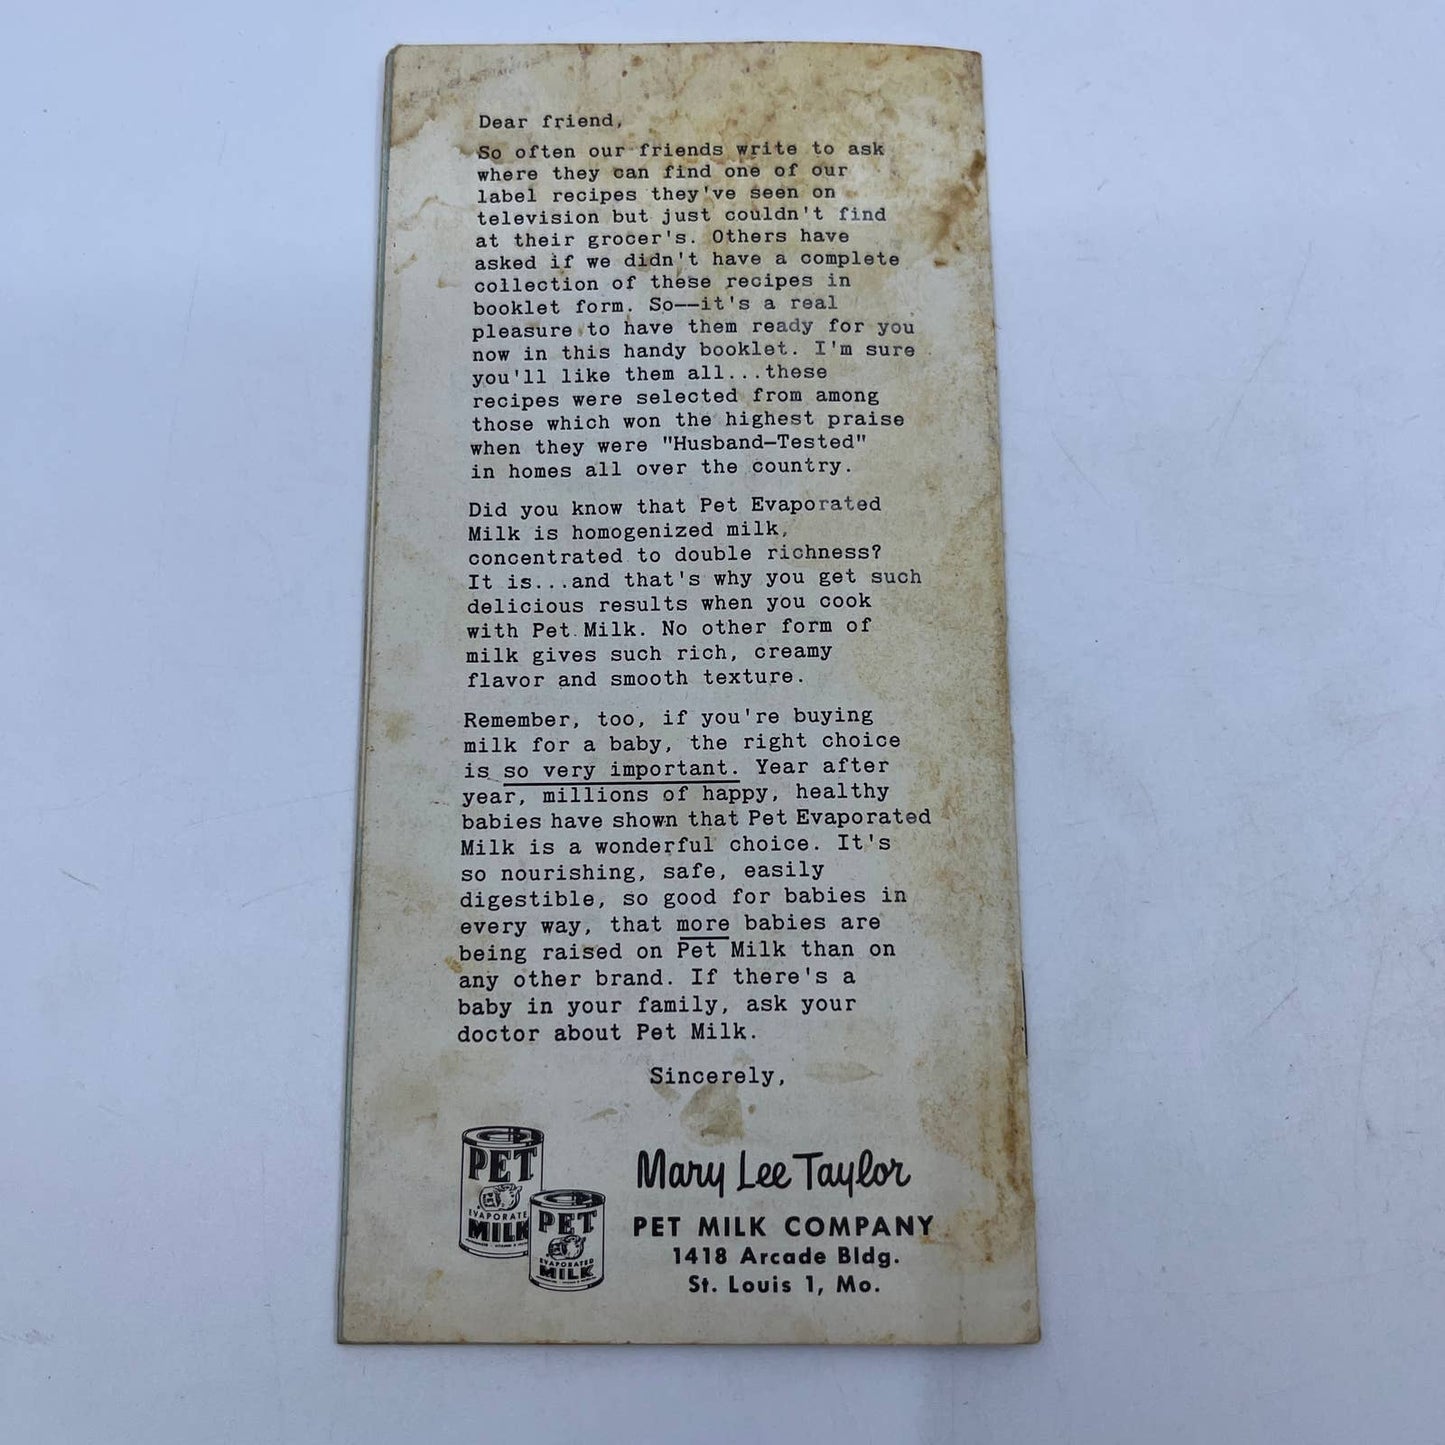 Dear friend,
So often our friends write to ask
where they can find one of our
label recipes they've seen on
television but just couldn't find
at their grocer's. Others have
asked if we didn't have a complete
collection of these recipes in
booklet form. So--it's a real
pleasure to have them ready for you
now in this handy booklet. I'm sure
you'll like them all...these
recipes were selected from among
those which won the highest praise
when they were "Husband-Tested"
in homes all over the country.
Did you know that Pet Evaporated
Milk is homogenized milk,
concentrated to double richness?
It is...and that's why you get such
delicious results when you cook
with Pet Milk. No other form of
milk gives such rich, creamy
flavor and smooth texture.
Remember, too, if you're buying
milk for a baby, the right choice
is so very important. Year after
year, millions of happy, healthy
babies have shown that Pet Evaporated
Milk is a wonderful choice. It's
so nourishing, safe, easily
digestible, so good for babies in
every way, that more babies are
being raised on Pet Milk than on
any other brand. If there's a
baby in your family, ask your
doctor about Pet Milk.
Sincerely,
Mary Lee Taylor
PET MILK COMPANY
1418 Arcade Bldg.
St. Louis 1, Mo.
PET
EVAPORATE
MILK
PET
EVAPORATED
MILK